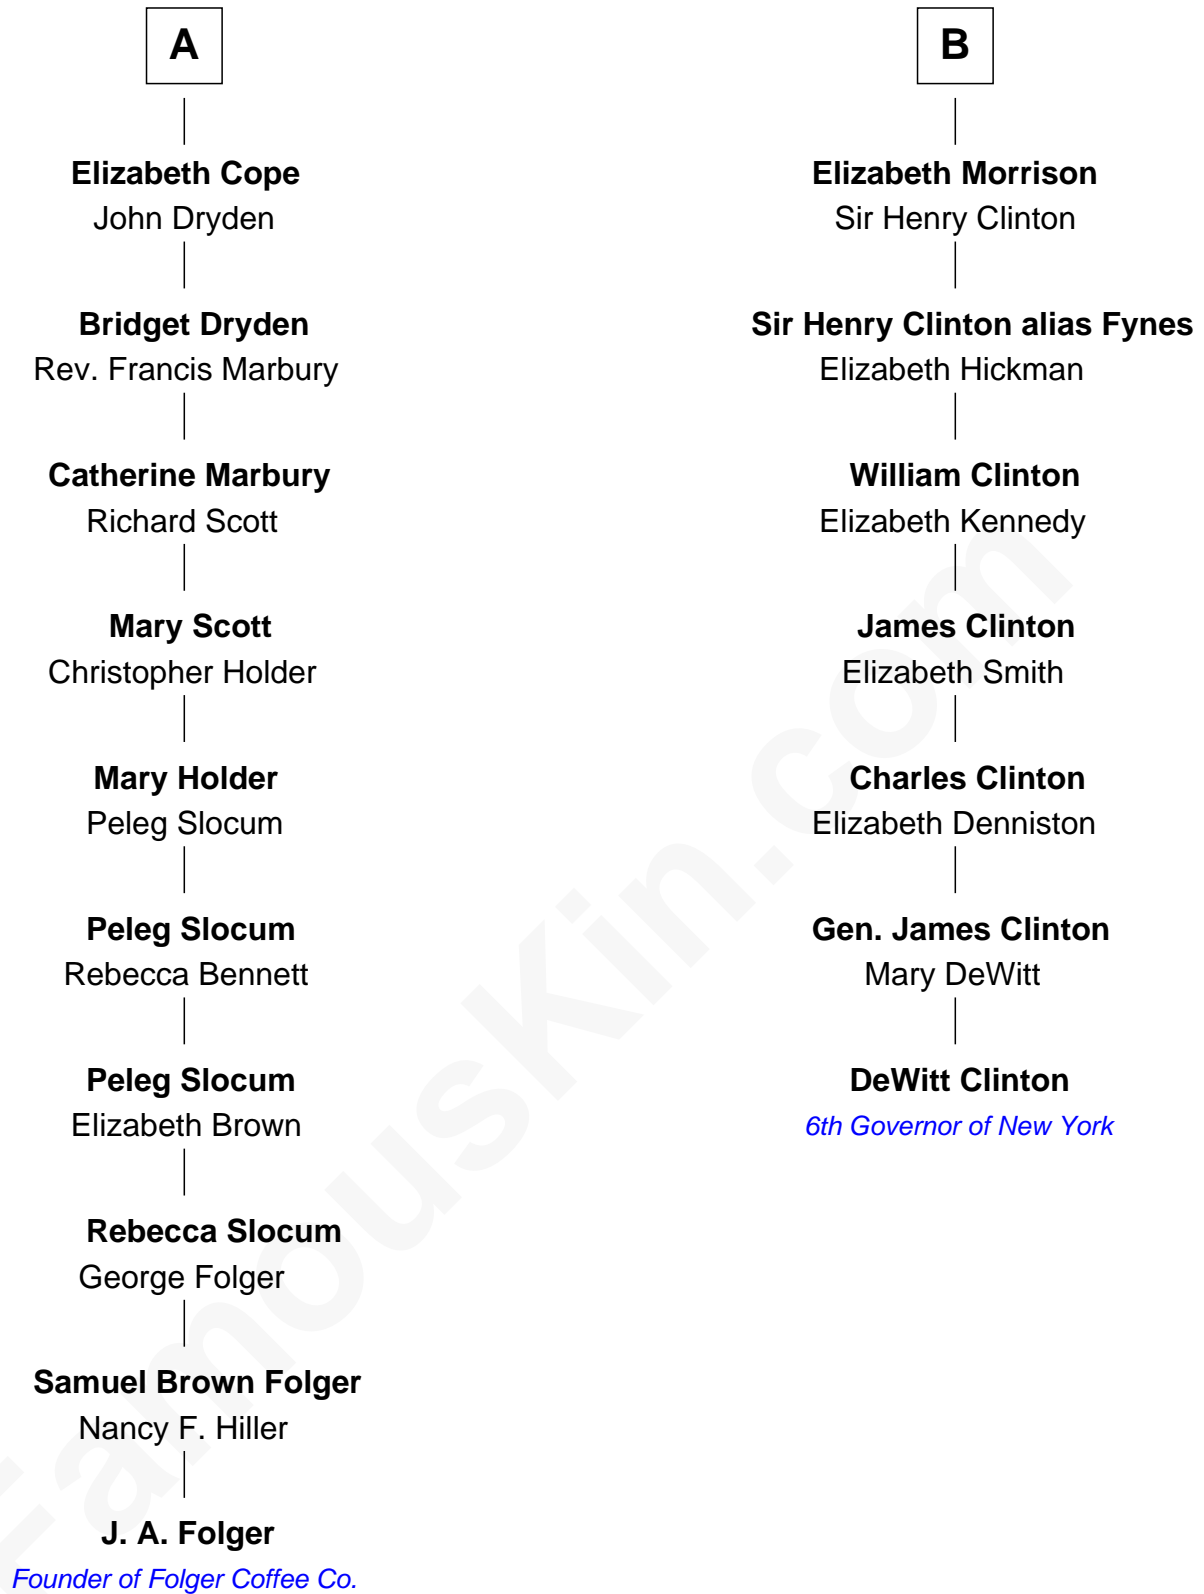 A
Elizabeth Cope
John Dryden
Bridget Dryden
Rev. Francis Marbury
Catherine Marbury
Richard Scott
Mary Scott
Christopher Holder
Mary Holder
Peleg Slocum
Peleg Slocum
Rebecca Bennett
Peleg Slocum
Elizabeth Brown
Rebecca Slocum
George Folger
Samuel Brown Folger
Nancy F. Hiller
J. A. Folger
Founder of Folger Coffee Co.
B
Elizabeth Morrison
Sir Henry Clinton
Sir Henry Clinton alias Fynes
Elizabeth Hickman
William Clinton
Elizabeth Kennedy
James Clinton
Elizabeth Smith
Charles Clinton
Elizabeth Denniston
Gen. James Clinton
Mary DeWitt
DeWitt Clinton
6th Governor of New York
FamousKin.com